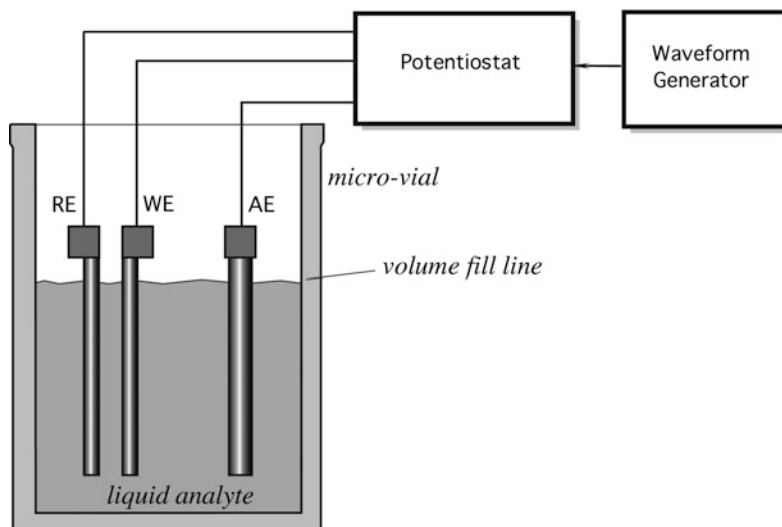 Potentiostat
Waveform
Generator
micro-vial
RE
WE
AE
volume fill line
liquid analyte